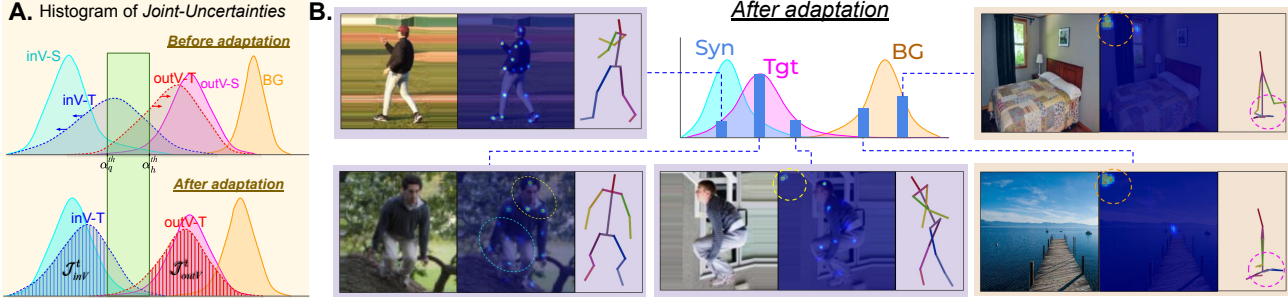 A. Histogram of Joint-Uncertainties
Before adaptation
inV-S
outV-T
outV-S
BG
inV-T
α_q^th
α_h^th
After adaptation
inV-T
outV-T
𝒥_inV^t
𝒥_outV^t
B.
After adaptation
Syn
Tgt
BG